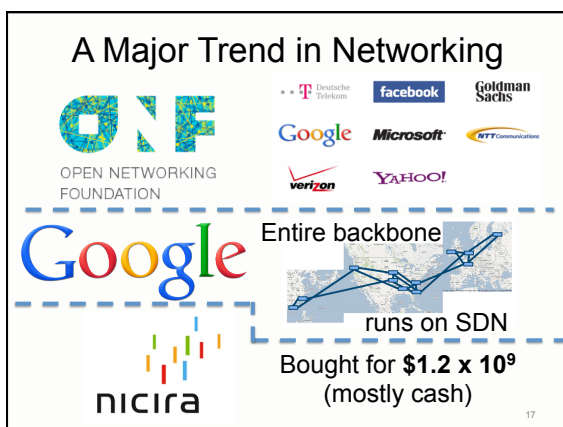 A Major Trend in Networking
ONF
OPEN NETWORKING
FOUNDATION
Deutsche
Telekom
facebook
Goldman
Sachs
Google
Microsoft
NTT Communications
verizon
YAHOO!
Google
Entire backbone
runs on SDN
nicira
Bought for $1.2 x 10⁹
(mostly cash)
17